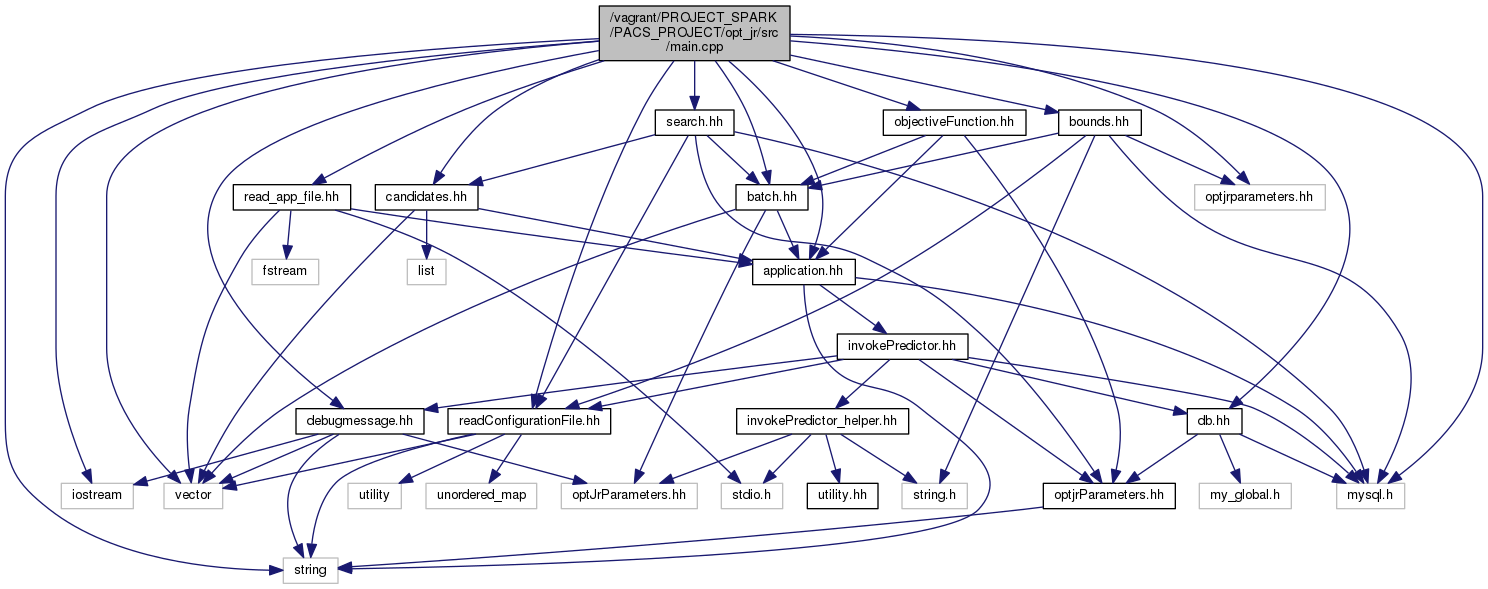 /vagrant/PROJECT_SPARK
/PACS_PROJECT/opt_jr/src
/main.cpp
search.hh
objectiveFunction.hh
bounds.hh
read_app_file.hh
candidates.hh
batch.hh
optjrparameters.hh
fstream
list
application.hh
invokePredictor.hh
debugmessage.hh
readConfigurationFile.hh
invokePredictor_helper.hh
db.hh
iostream
vector
utility
unordered_map
optJrParameters.hh
stdio.h
utility.hh
string.h
optjrParameters.hh
my_global.h
mysql.h
string